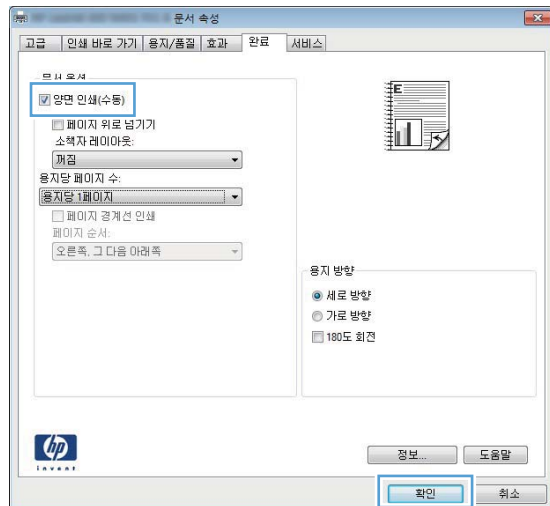 문서 속성
고급 인쇄 바로 가기 용지/품질 효과 완료 서비스
문서 옵션
양면 인쇄(수동)
페이지 위로 넘기기
소책자 레이아웃:
꺼짐
용지당 페이지 수:
용지당 1페이지
페이지 경계선 인쇄
페이지 순서:
오른쪽, 그 다음 아래쪽
E
용지 방향
세로 방향
가로 방향
180도 회전
hp
invent
정보... 도움말
확인 취소